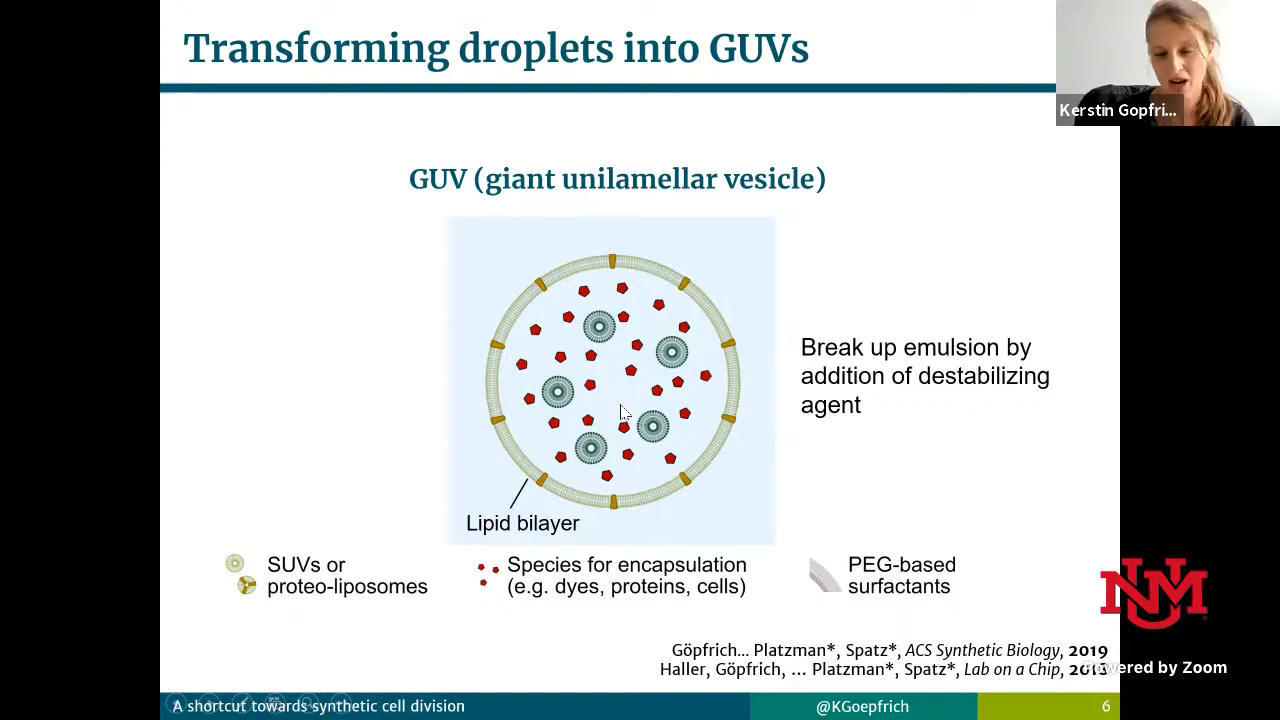 Transforming droplets into GUVs
Kerstin Gopfri...
GUV (giant unilamellar vesicle)
Break up emulsion by
addition of destabilizing
agent
Lipid bilayer
SUVs or
proteo-liposomes
Species for encapsulation
(e.g. dyes, proteins, cells)
PEG-based
surfactants
UNM
Göpfrich... Platzman*, Spatz*, ACS Synthetic Biology, 2019
Haller, Göpfrich, ... Platzman*, Spatz*, Lab on a Chip,
Powered by Zoom
A shortcut towards synthetic cell division
@KGoepfrich
6